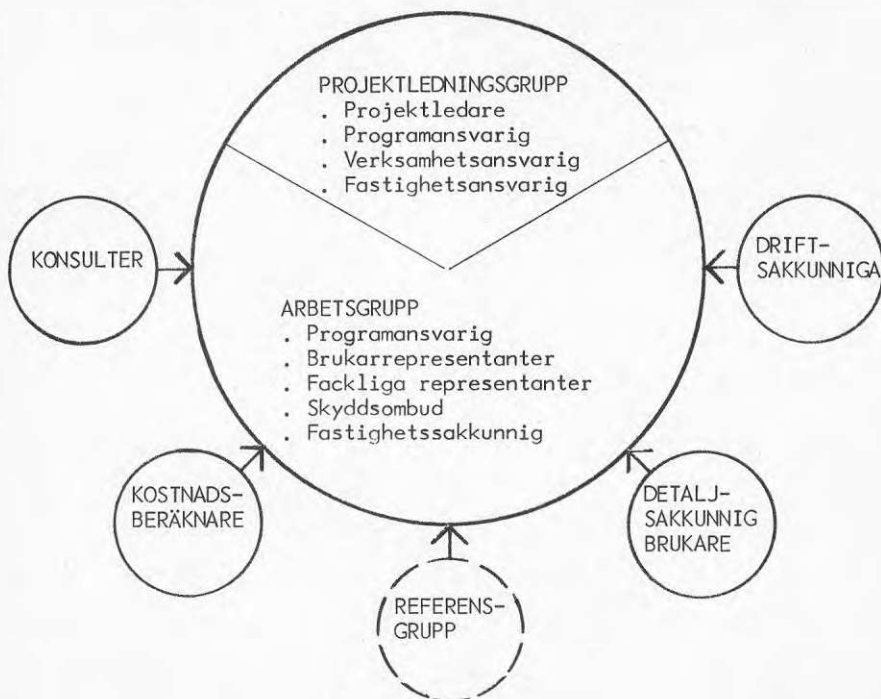 PROJEKTLEDNINGSGRUPP
. Projektledare
. Programansvarig
. Verksamhetsansvarig
. Fastighetsansvarig
KONSULTER
DRIFT-
SAKKUNNIGA
ARBETSGRUPP
. Programansvarig
. Brukarrepresentanter
. Fackliga representanter
. Skyddsombud
. Fastighetssakkunnig
KOSTNADS-
BERÄKNARE
DETALJ-
SAKKUNNIG
BRUKARE
REFERENS-
GRUPP